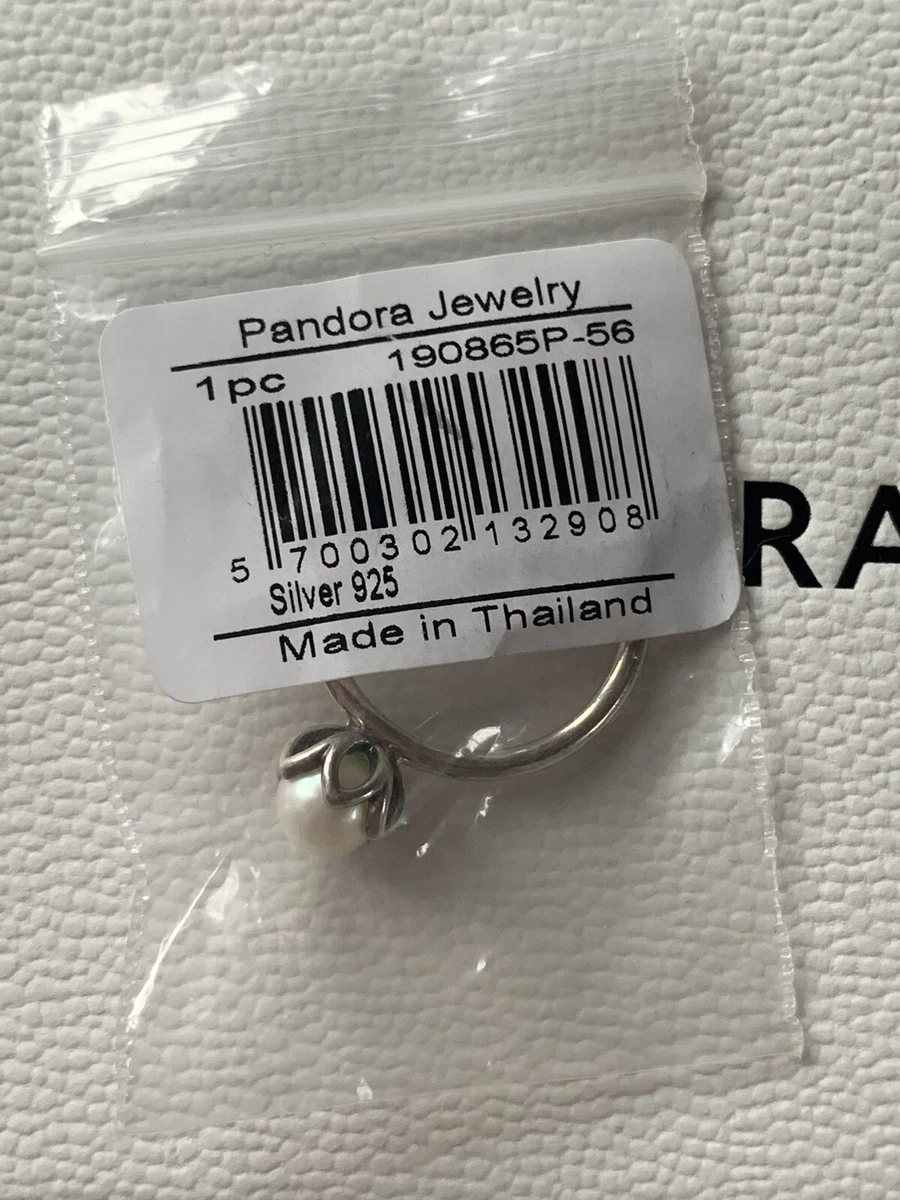 Pandora Jewelry
1pc 190865P-56
5 700302 132908
Silver 925
Made in Thailand
RA